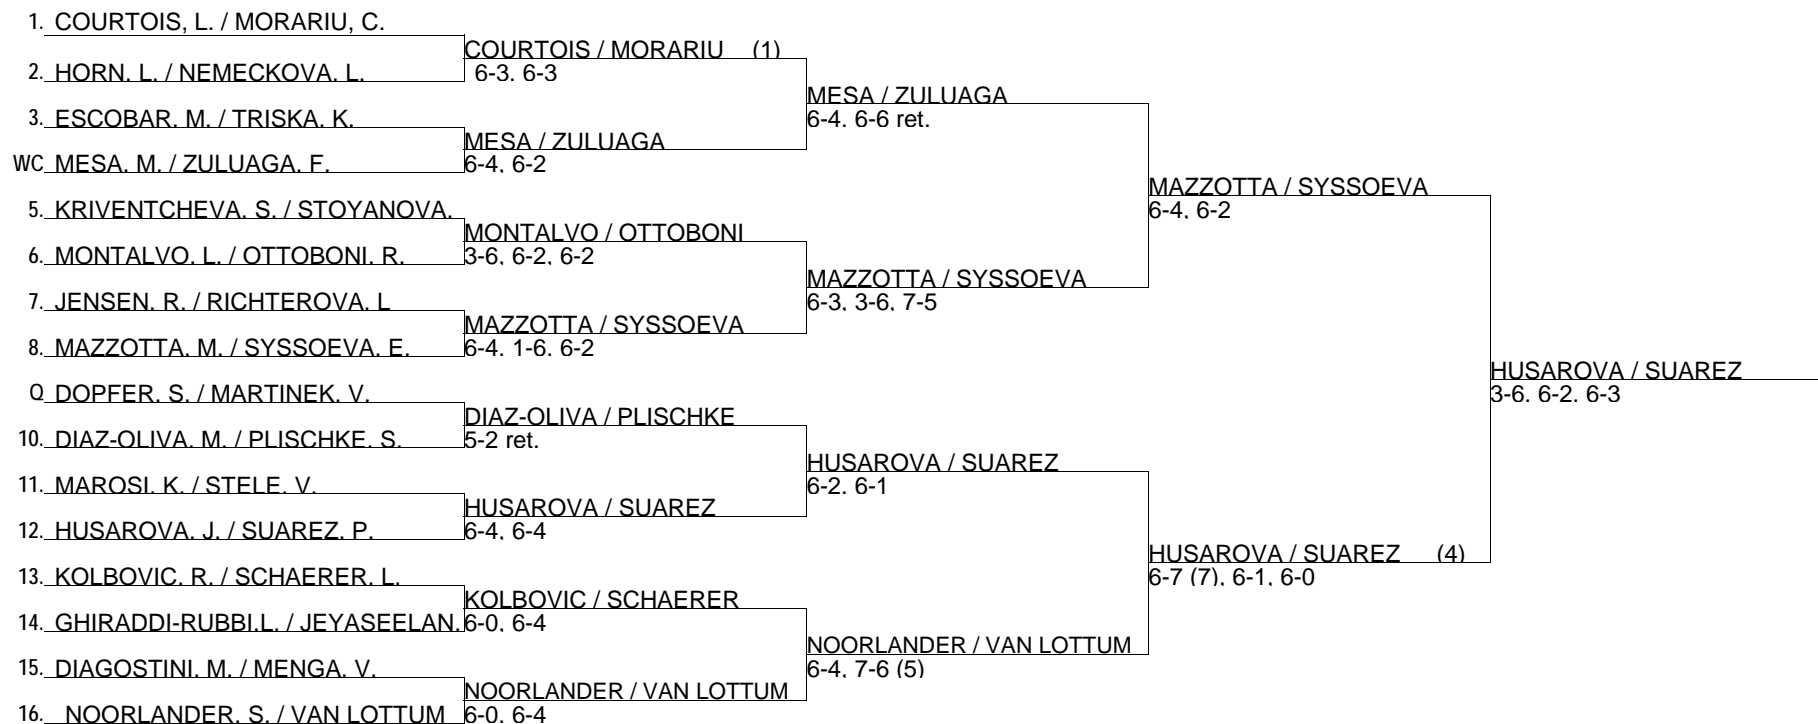 1. COURTOIS, L. / MORARIU, C.
COURTOIS / MORARIU (1)
2. HORN, L. / NEMECKOVA, L.
6-3, 6-3
MESA / ZULUAGA
3. ESCOBAR, M. / TRISKA, K.
6-4, 6-6 ret.
MESA / ZULUAGA
WC MESA, M. / ZULUAGA, F.
6-4, 6-2
MAZZOTTA / SYSSOEVA
5. KRIVENTCHEVA, S. / STOYANOVA,
6-4, 6-2
MONTALVO / OTTOBONI
6. MONTALVO, L. / OTTOBONI, R.
3-6, 6-2, 6-2
MAZZOTTA / SYSSOEVA
7. JENSEN, R. / RICHTEROVA, L
6-3, 3-6, 7-5
MAZZOTTA / SYSSOEVA
8. MAZZOTTA, M. / SYSSOEVA, E.
6-4, 1-6, 6-2
HUSAROVA / SUAREZ
Q DOPFER, S. / MARTINEK, V.
3-6, 6-2, 6-3
DIAZ-OLIVA / PLISCHKE
10. DIAZ-OLIVA, M. / PLISCHKE, S.
5-2 ret.
HUSAROVA / SUAREZ
11. MAROSI, K. / STELE, V.
6-2, 6-1
HUSAROVA / SUAREZ
12. HUSAROVA, J. / SUAREZ, P.
6-4, 6-4
HUSAROVA / SUAREZ (4)
13. KOLBOVIC, R. / SCHAERER, L.
6-7 (7), 6-1, 6-0
KOLBOVIC / SCHAERER
14. GHIRADDI-RUBBI,L. / JEYASEELAN,
6-0, 6-4
NOORLANDER / VAN LOTTUM
15. DIAGOSTINI, M. / MENGA, V.
6-4, 7-6 (5)
NOORLANDER / VAN LOTTUM
16. NOORLANDER, S. / VAN LOTTUM
6-0, 6-4